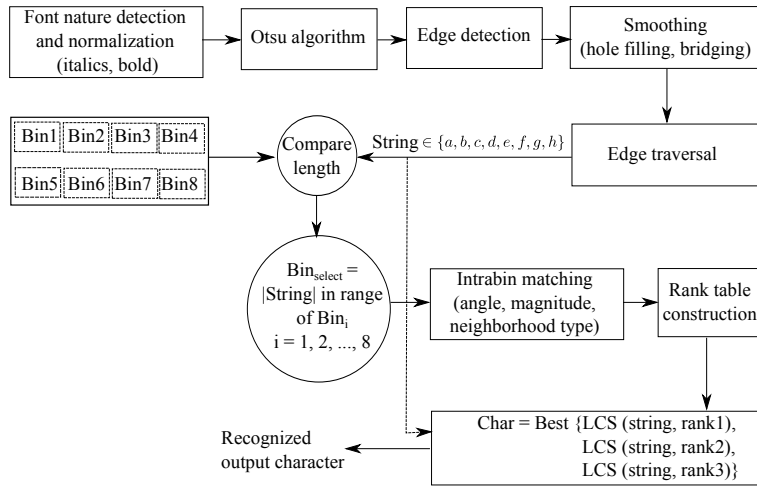 Font nature detection
and normalization
(italics, bold)
Otsu algorithm
Edge detection
Smoothing
(hole filling, bridging)
Bin1 Bin2 Bin3 Bin4
Bin5 Bin6 Bin7 Bin8
Compare
length
String ∈ {a, b, c, d, e, f, g, h}
Edge traversal
Bin_select =
|String| in range
of Bin_i
i = 1, 2, ..., 8
Intrabin matching
(angle, magnitude,
neighborhood type)
Rank table
construction
Char = Best {LCS (string, rank1),
LCS (string, rank2),
LCS (string, rank3)}
Recognized
output character